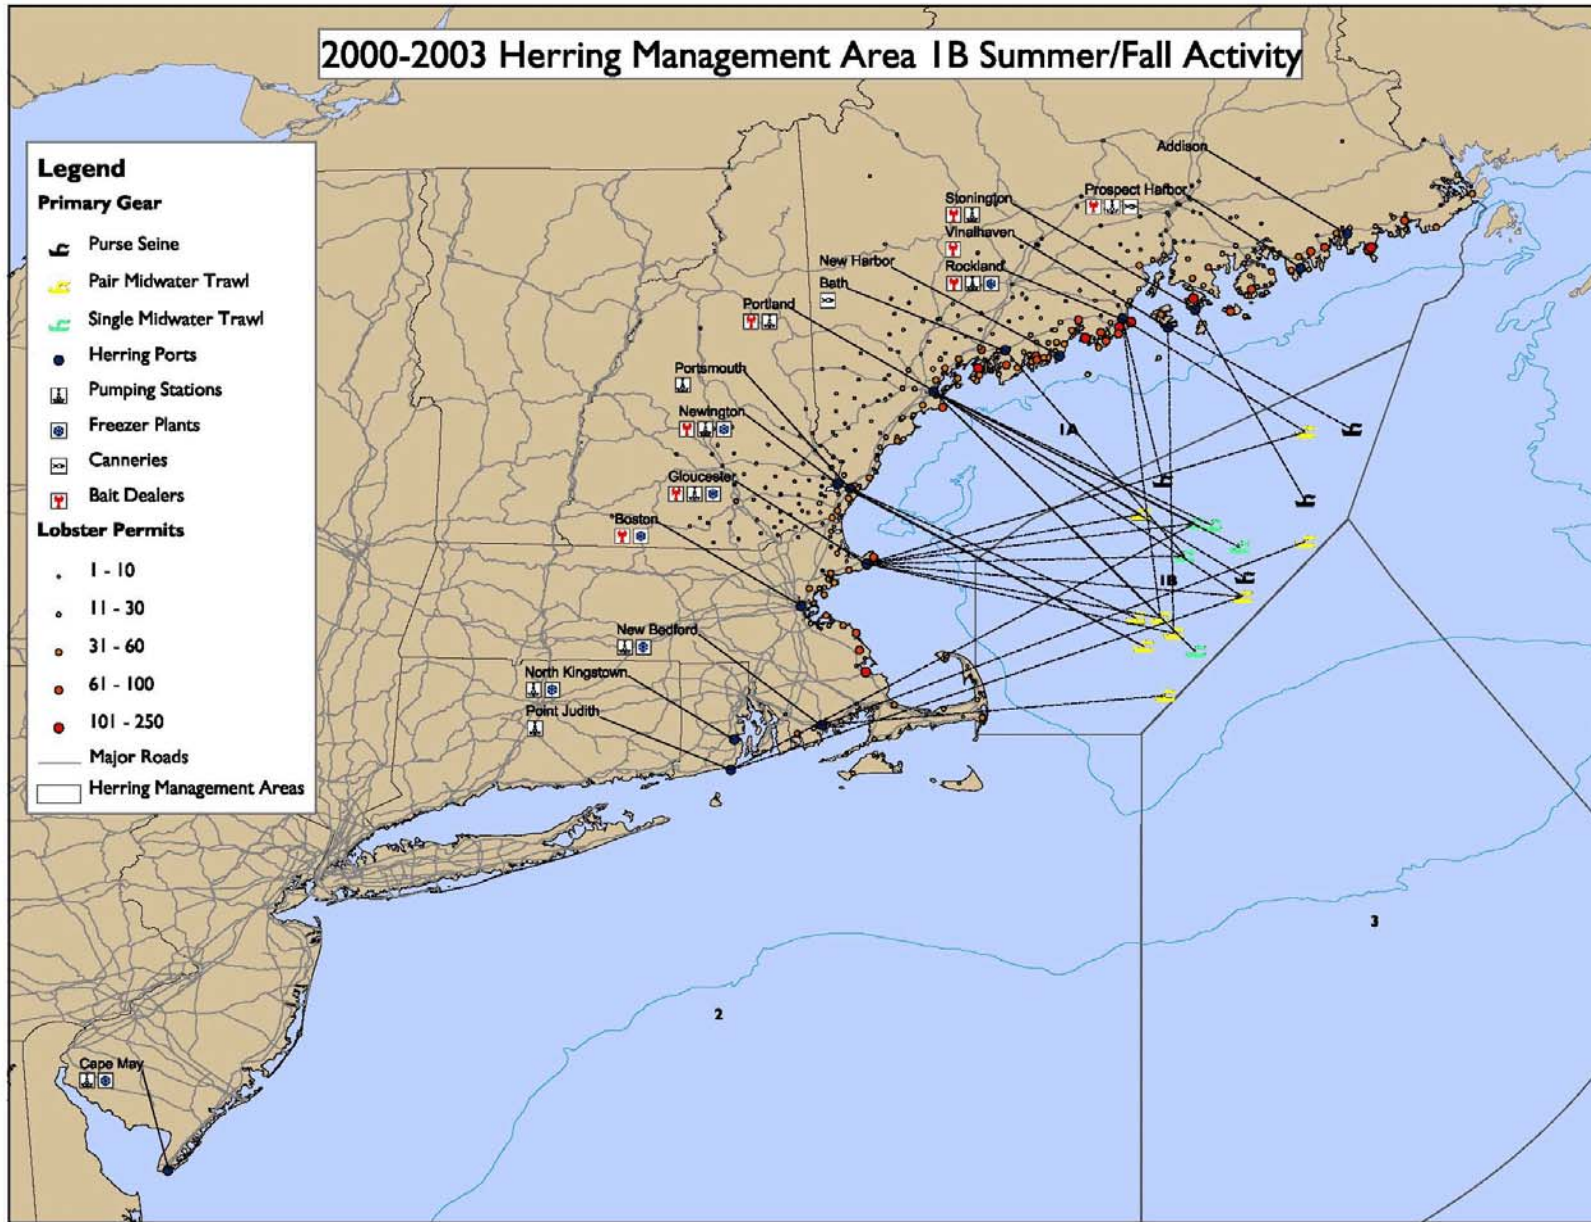 2000-2003 Herring Management Area 1B Summer/Fall Activity
Legend
Primary Gear
Purse Seine
Pair Midwater Trawl
Single Midwater Trawl
Herring Ports
Pumping Stations
Freezer Plants
Canneries
Bait Dealers
Lobster Permits
1 - 10
11 - 30
31 - 60
61 - 100
101 - 250
Major Roads
Herring Management Areas
Addison
Prospect Harbor
Stonington
Vinalhaven
Rockland
New Harbor
Bath
Portland
Portsmouth
Newington
Gloucester
Boston
New Bedford
North Kingstown
Point Judith
Cape May
1A
1B
2
3